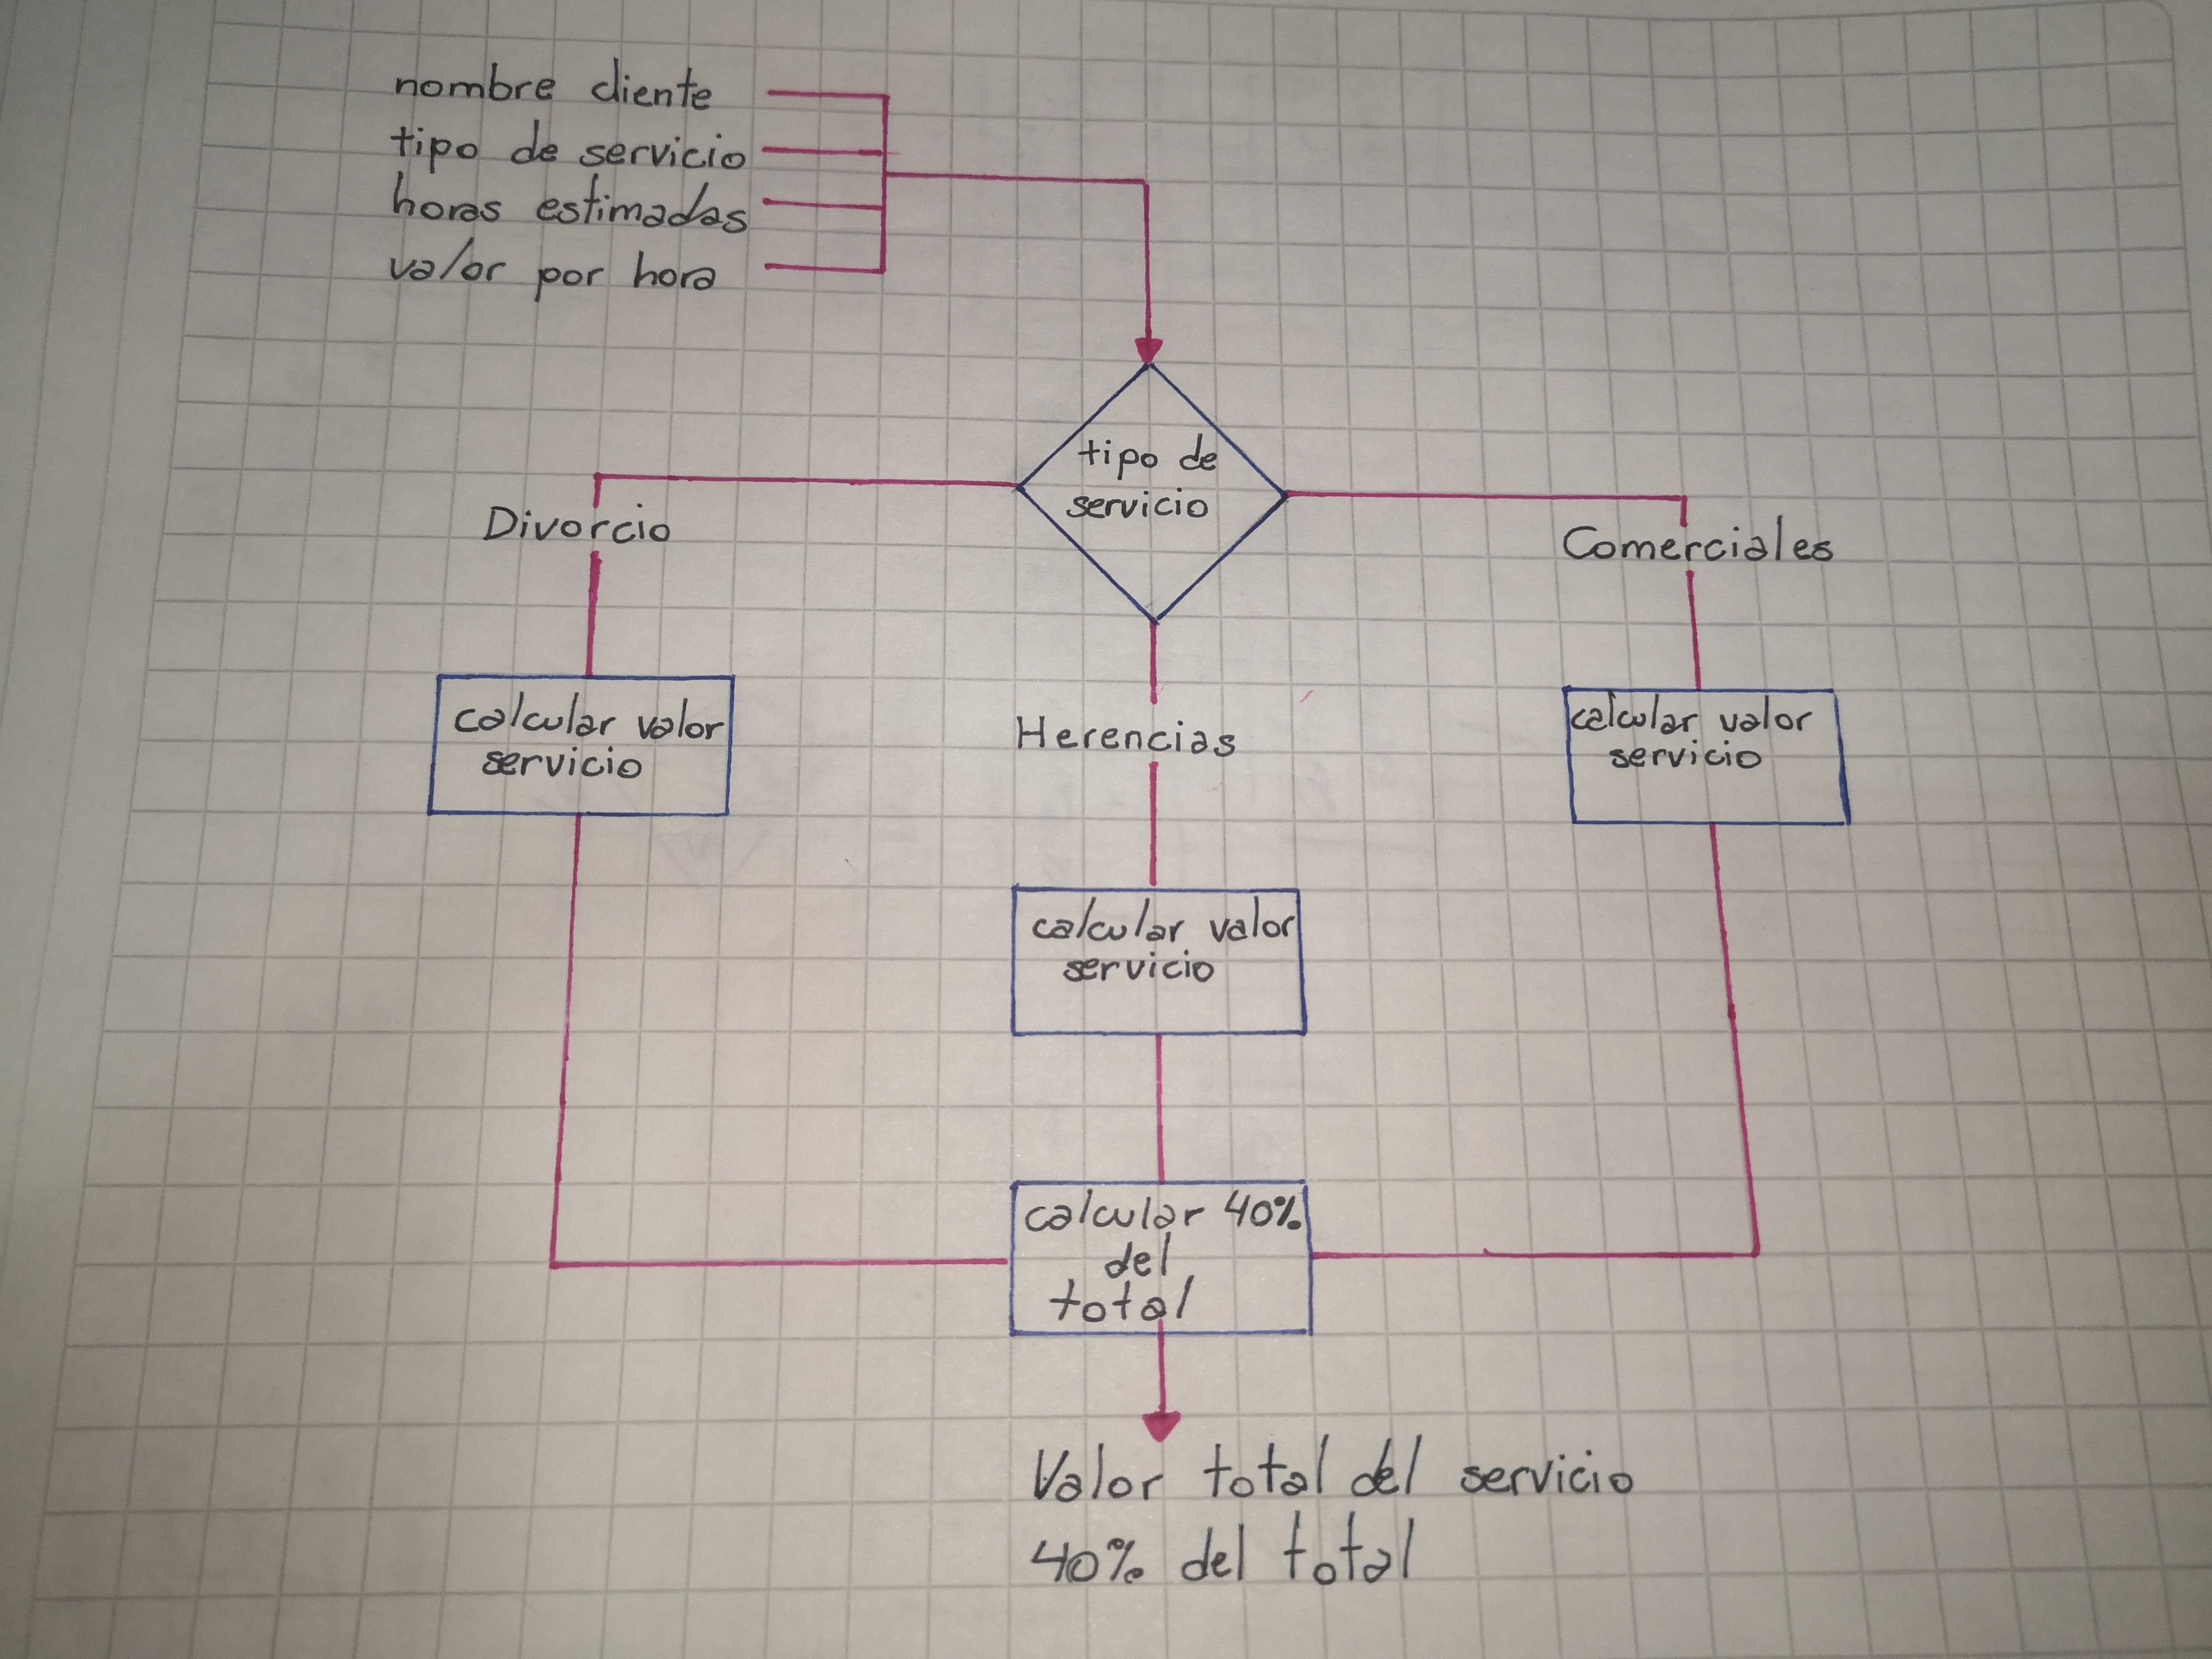 nombre cliente
tipo de servicio
horas estimadas
valor por hora
tipo de
servicio
Divorcio
Comerciales
calcular valor
servicio
Herencias
calcular valor
servicio
calcular valor
servicio
calcular 40%
del
total
Valor total del servicio
40% del total